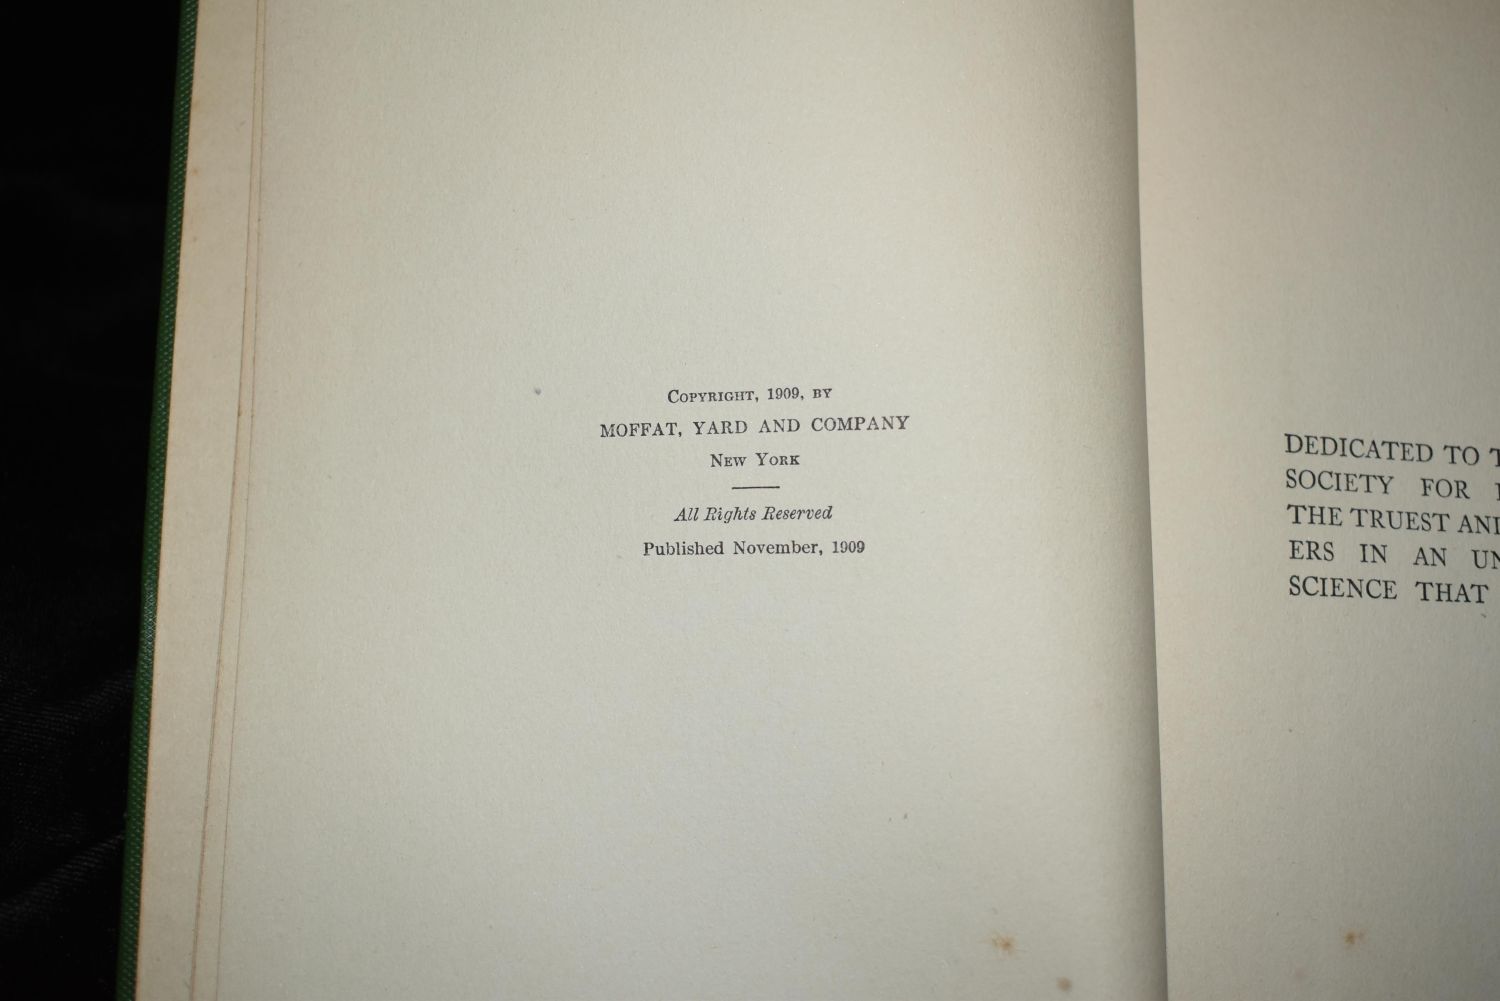 Copyright, 1909, by
MOFFAT, YARD AND COMPANY
New York
All Rights Reserved
Published November, 1909
DEDICATED TO
SOCIETY FOR
THE TRUEST AND
ERS IN AN
SCIENCE THAT